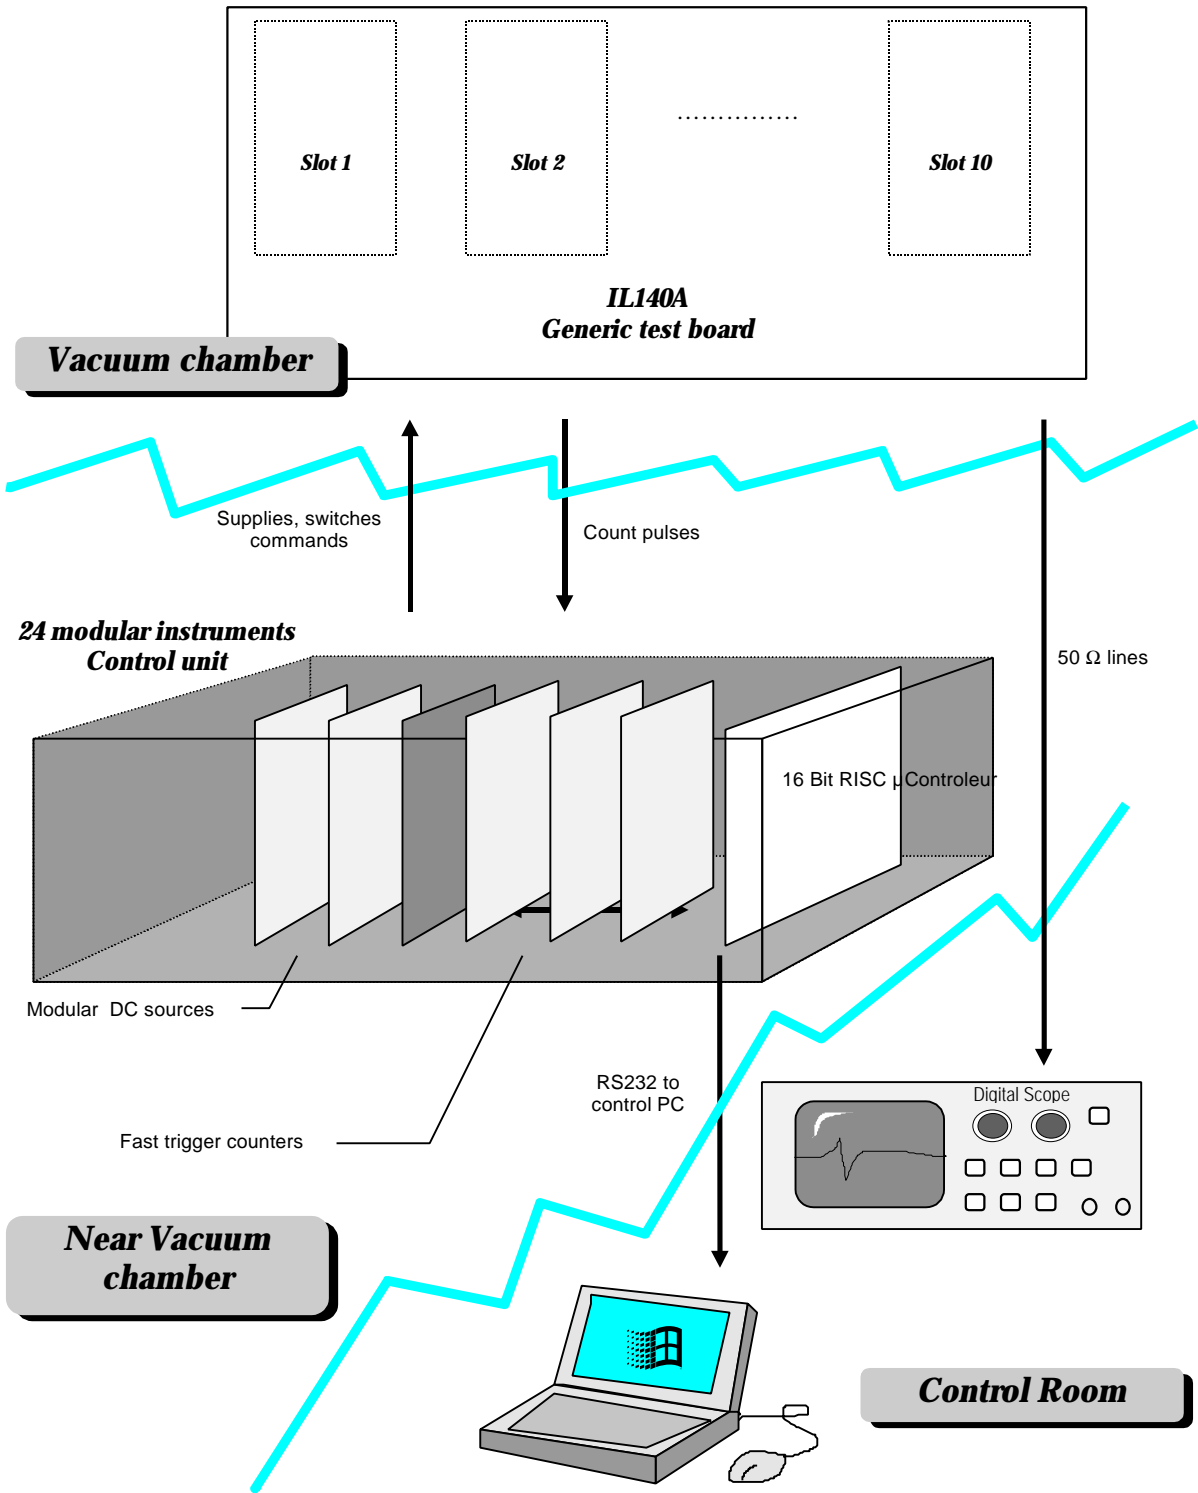 Slot 1
Slot 2
……………
Slot 10
IL140A
Generic test board
Vacuum chamber
Supplies, switches
commands
Count pulses
24 modular instruments
Control unit
50 Ω lines
16 Bit RISC µControleur
Modular DC sources
RS232 to
control PC
Digital Scope
Fast trigger counters
Near Vacuum
chamber
Control Room